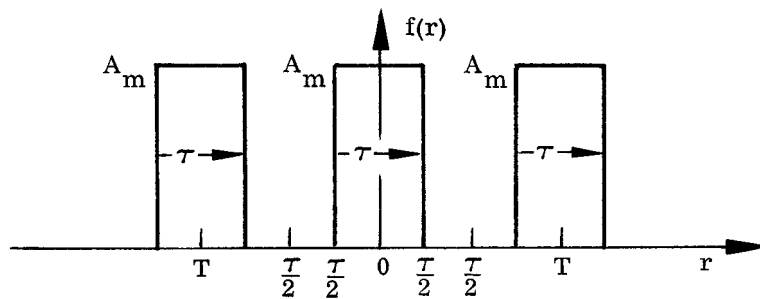 f(r)
A_m A_m A_m
τ τ τ
T τ/2 τ/2 0 τ/2 τ/2 T r